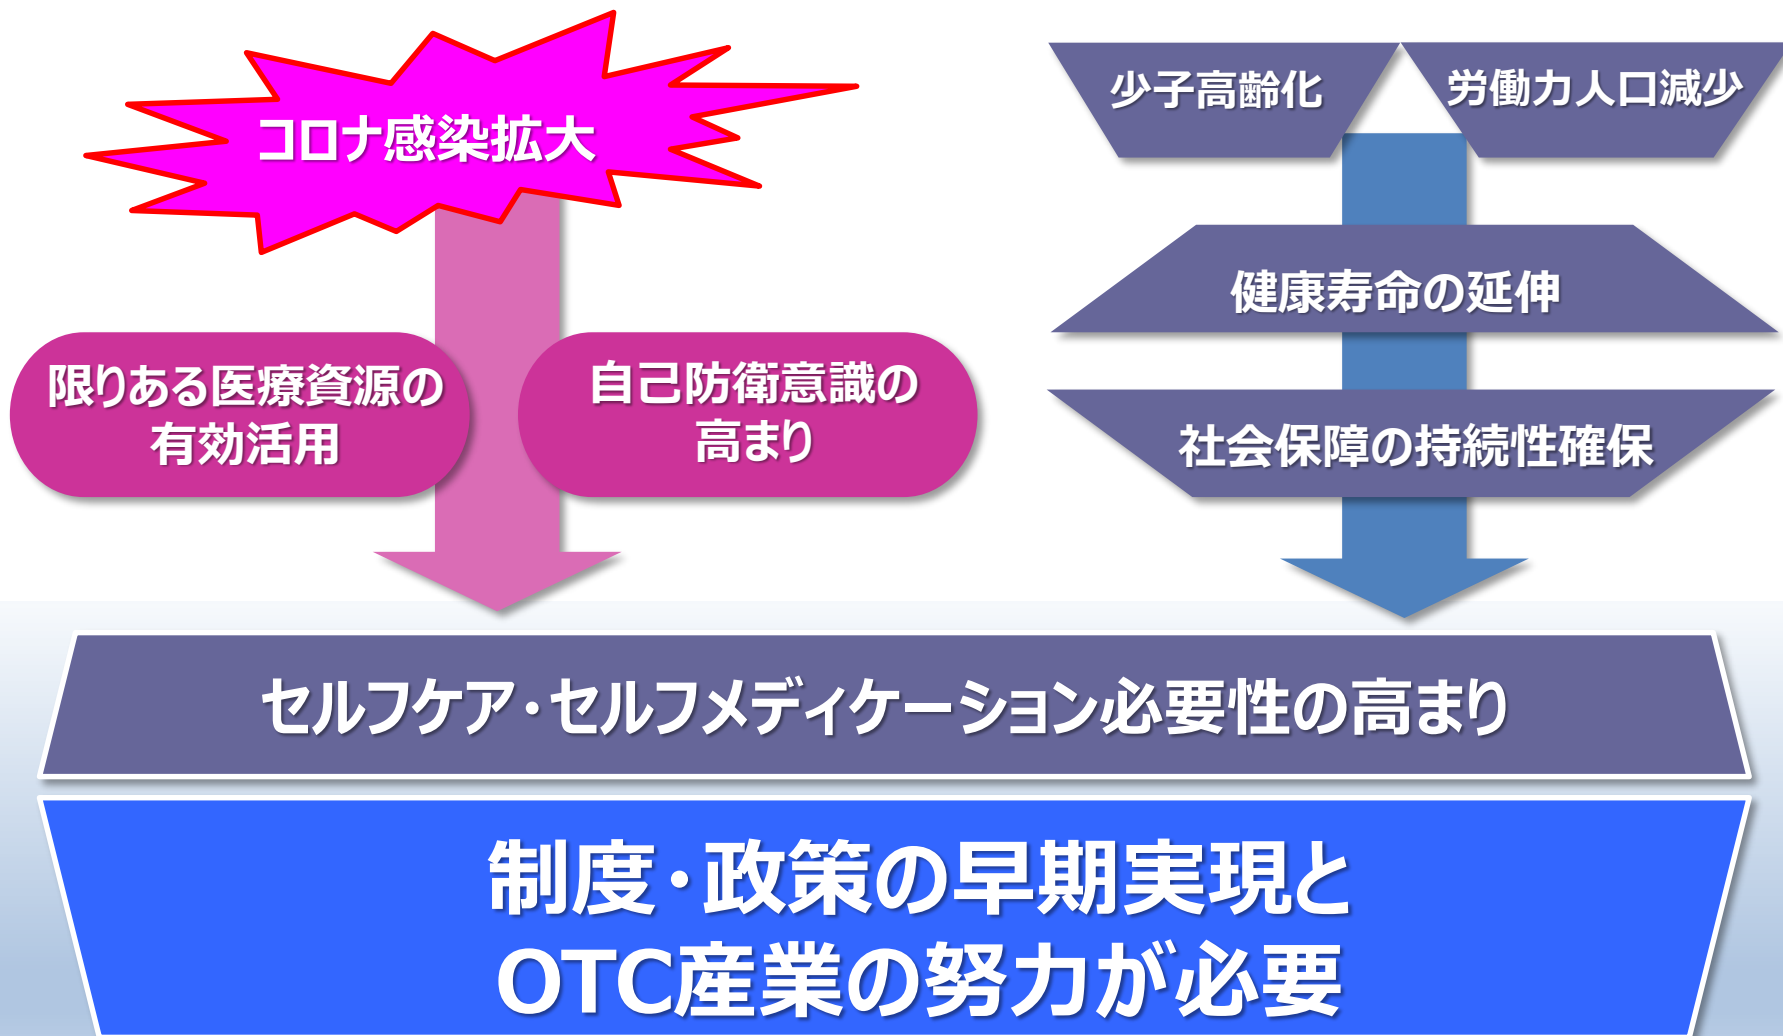 コロナ感染拡大
限りある医療資源の
有効活用
自己防衛意識の
高まり
少子高齢化
労働力人口減少
健康寿命の延伸
社会保障の持続性確保
セルフケア・セルフメディケーション必要性の高まり
制度・政策の早期実現と
OTC産業の努力が必要